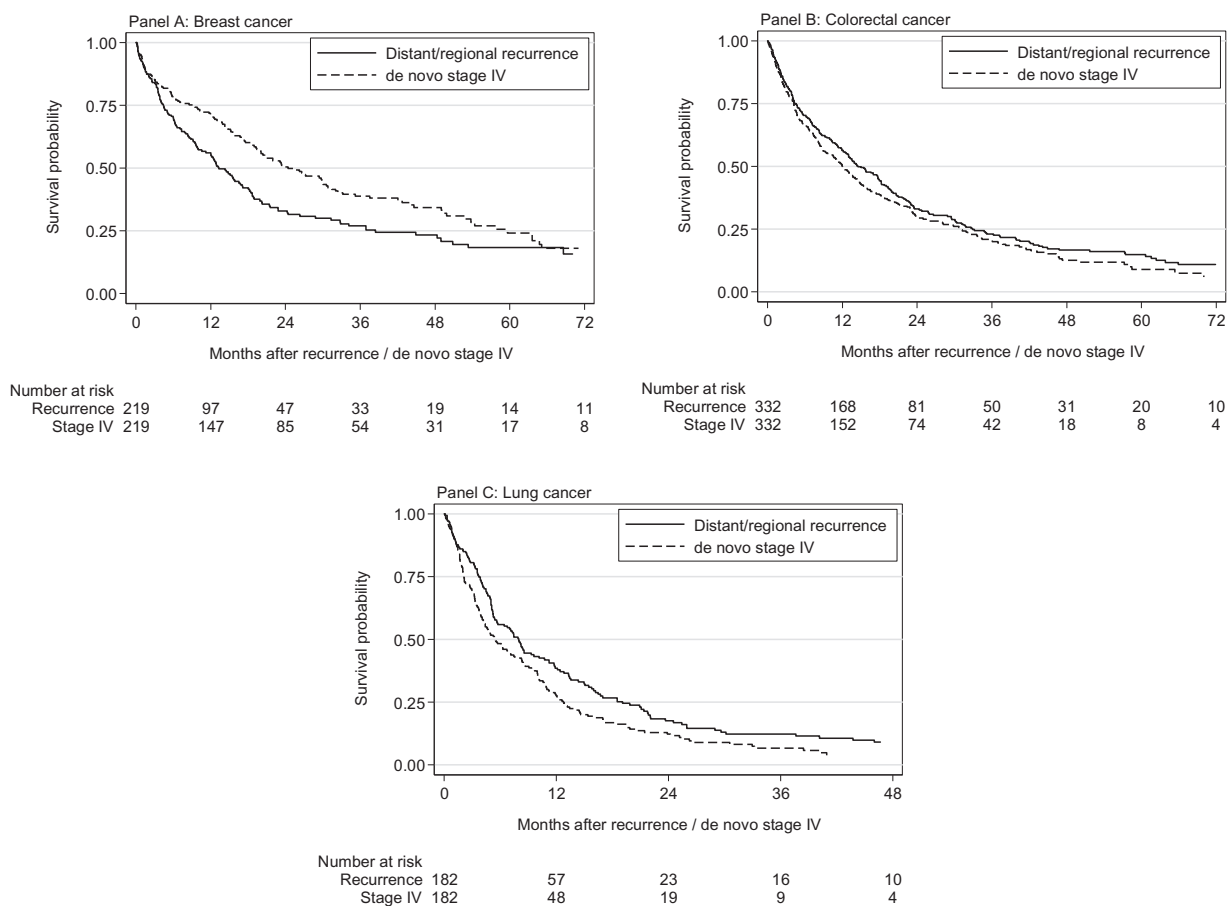 Panel A: Breast cancer
Distant/regional recurrence
de novo stage IV
1.00
0.75
0.50
0.25
0.00
Survival probability
0 12 24 36 48 60 72
Months after recurrence / de novo stage IV
Number at risk
Recurrence 219 97 47 33 19 14 11
Stage IV 219 147 85 54 31 17 8
Panel B: Colorectal cancer
Distant/regional recurrence
de novo stage IV
1.00
0.75
0.50
0.25
0.00
Survival probability
0 12 24 36 48 60 72
Months after recurrence / de novo stage IV
Number at risk
Recurrence 332 168 81 50 31 20 10
Stage IV 332 152 74 42 18 8 4
Panel C: Lung cancer
Distant/regional recurrence
de novo stage IV
1.00
0.75
0.50
0.25
0.00
Survival probability
0 12 24 36 48
Months after recurrence / de novo stage IV
Number at risk
Recurrence 182 57 23 16 10
Stage IV 182 48 19 9 4